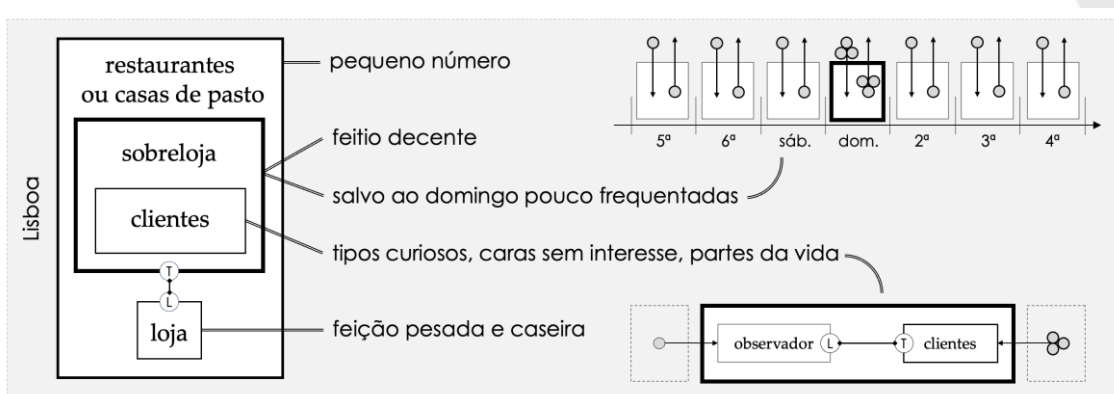 Lisboa
restaurantes
ou casas de pasto
sobreloja
clientes
T
L
loja
pequeno número
feitio decente
salvo ao domingo pouco frequentadas
tipos curiosos, caras sem interesse, partes da vida
feição pesada e caseira
5ª 6ª sáb. dom. 2ª 3ª 4ª
observador L T clientes